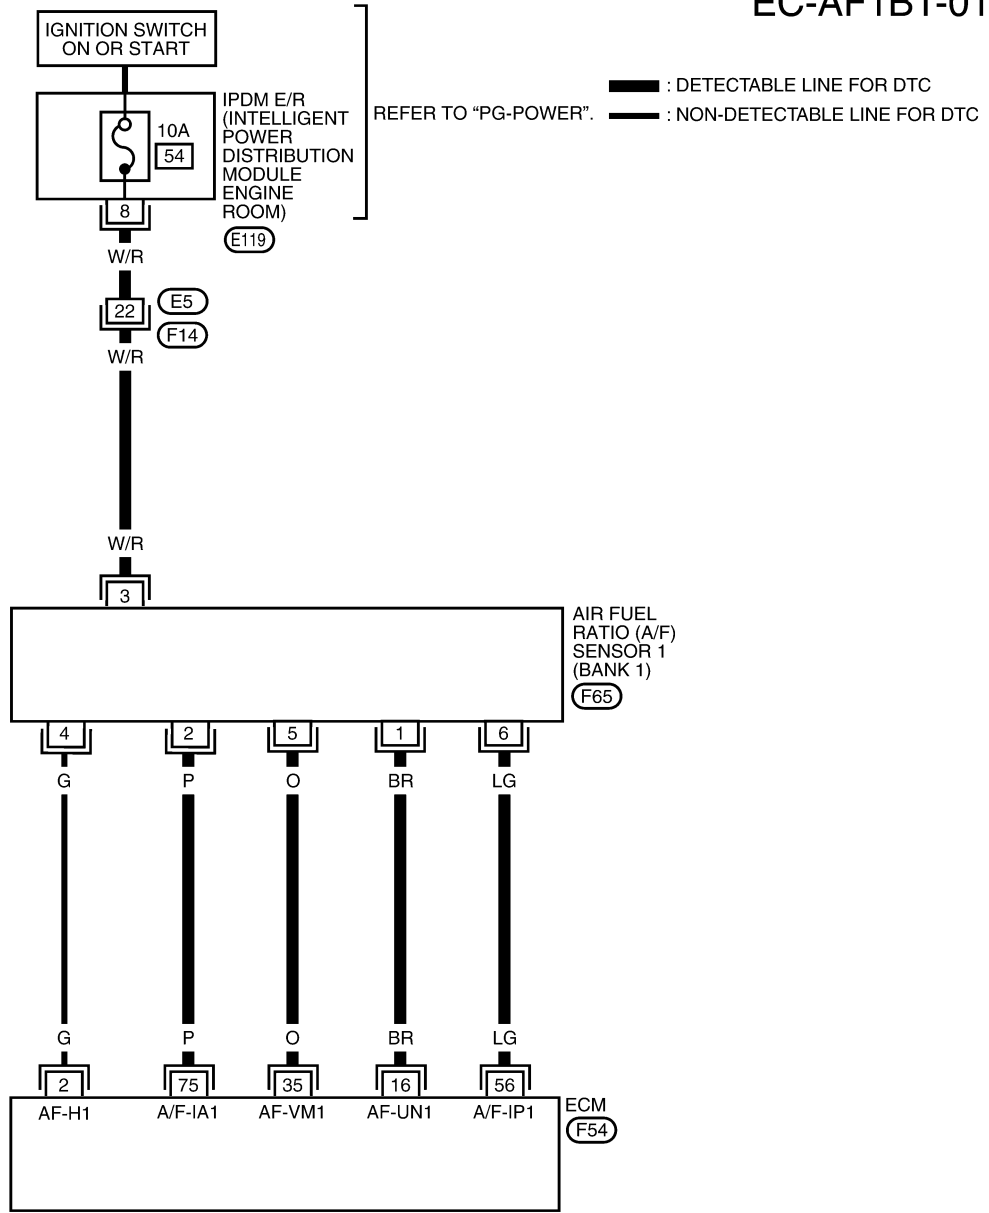 EC-AF1B1-01
IGNITION SWITCH
ON OR START
IPDM E/R
(INTELLIGENT
POWER
DISTRIBUTION
MODULE
ENGINE
ROOM)
E119
10A
54
8
REFER TO “PG-POWER”.
: DETECTABLE LINE FOR DTC
: NON-DETECTABLE LINE FOR DTC
W/R
22
E5
F14
W/R
W/R
3
AIR FUEL
RATIO (A/F)
SENSOR 1
(BANK 1)
F65
4 2 5 1 6
G P O BR LG
G P O BR LG
2 75 35 16 56
AF-H1 A/F-IA1 AF-VM1 AF-UN1 A/F-IP1
ECM
F54